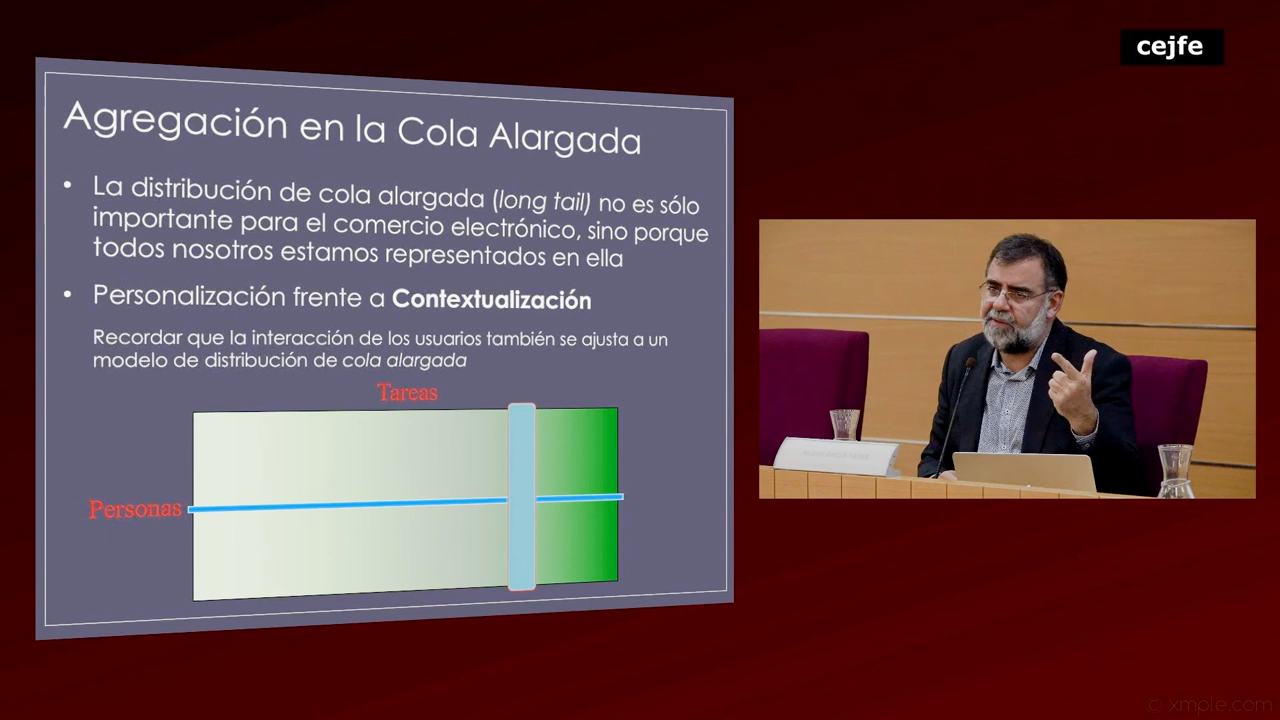 cejfe
Agregación en la Cola Alargada
• La distribución de cola alargada (long tail) no es sólo
importante para el comercio electrónico, sino porque
todos nosotros estamos representados en ella
• Personalización frente a Contextualización
Recordar que la interacción de los usuarios también se ajusta a un
modelo de distribución de cola alargada
Tareas
Personas
© xmple.com